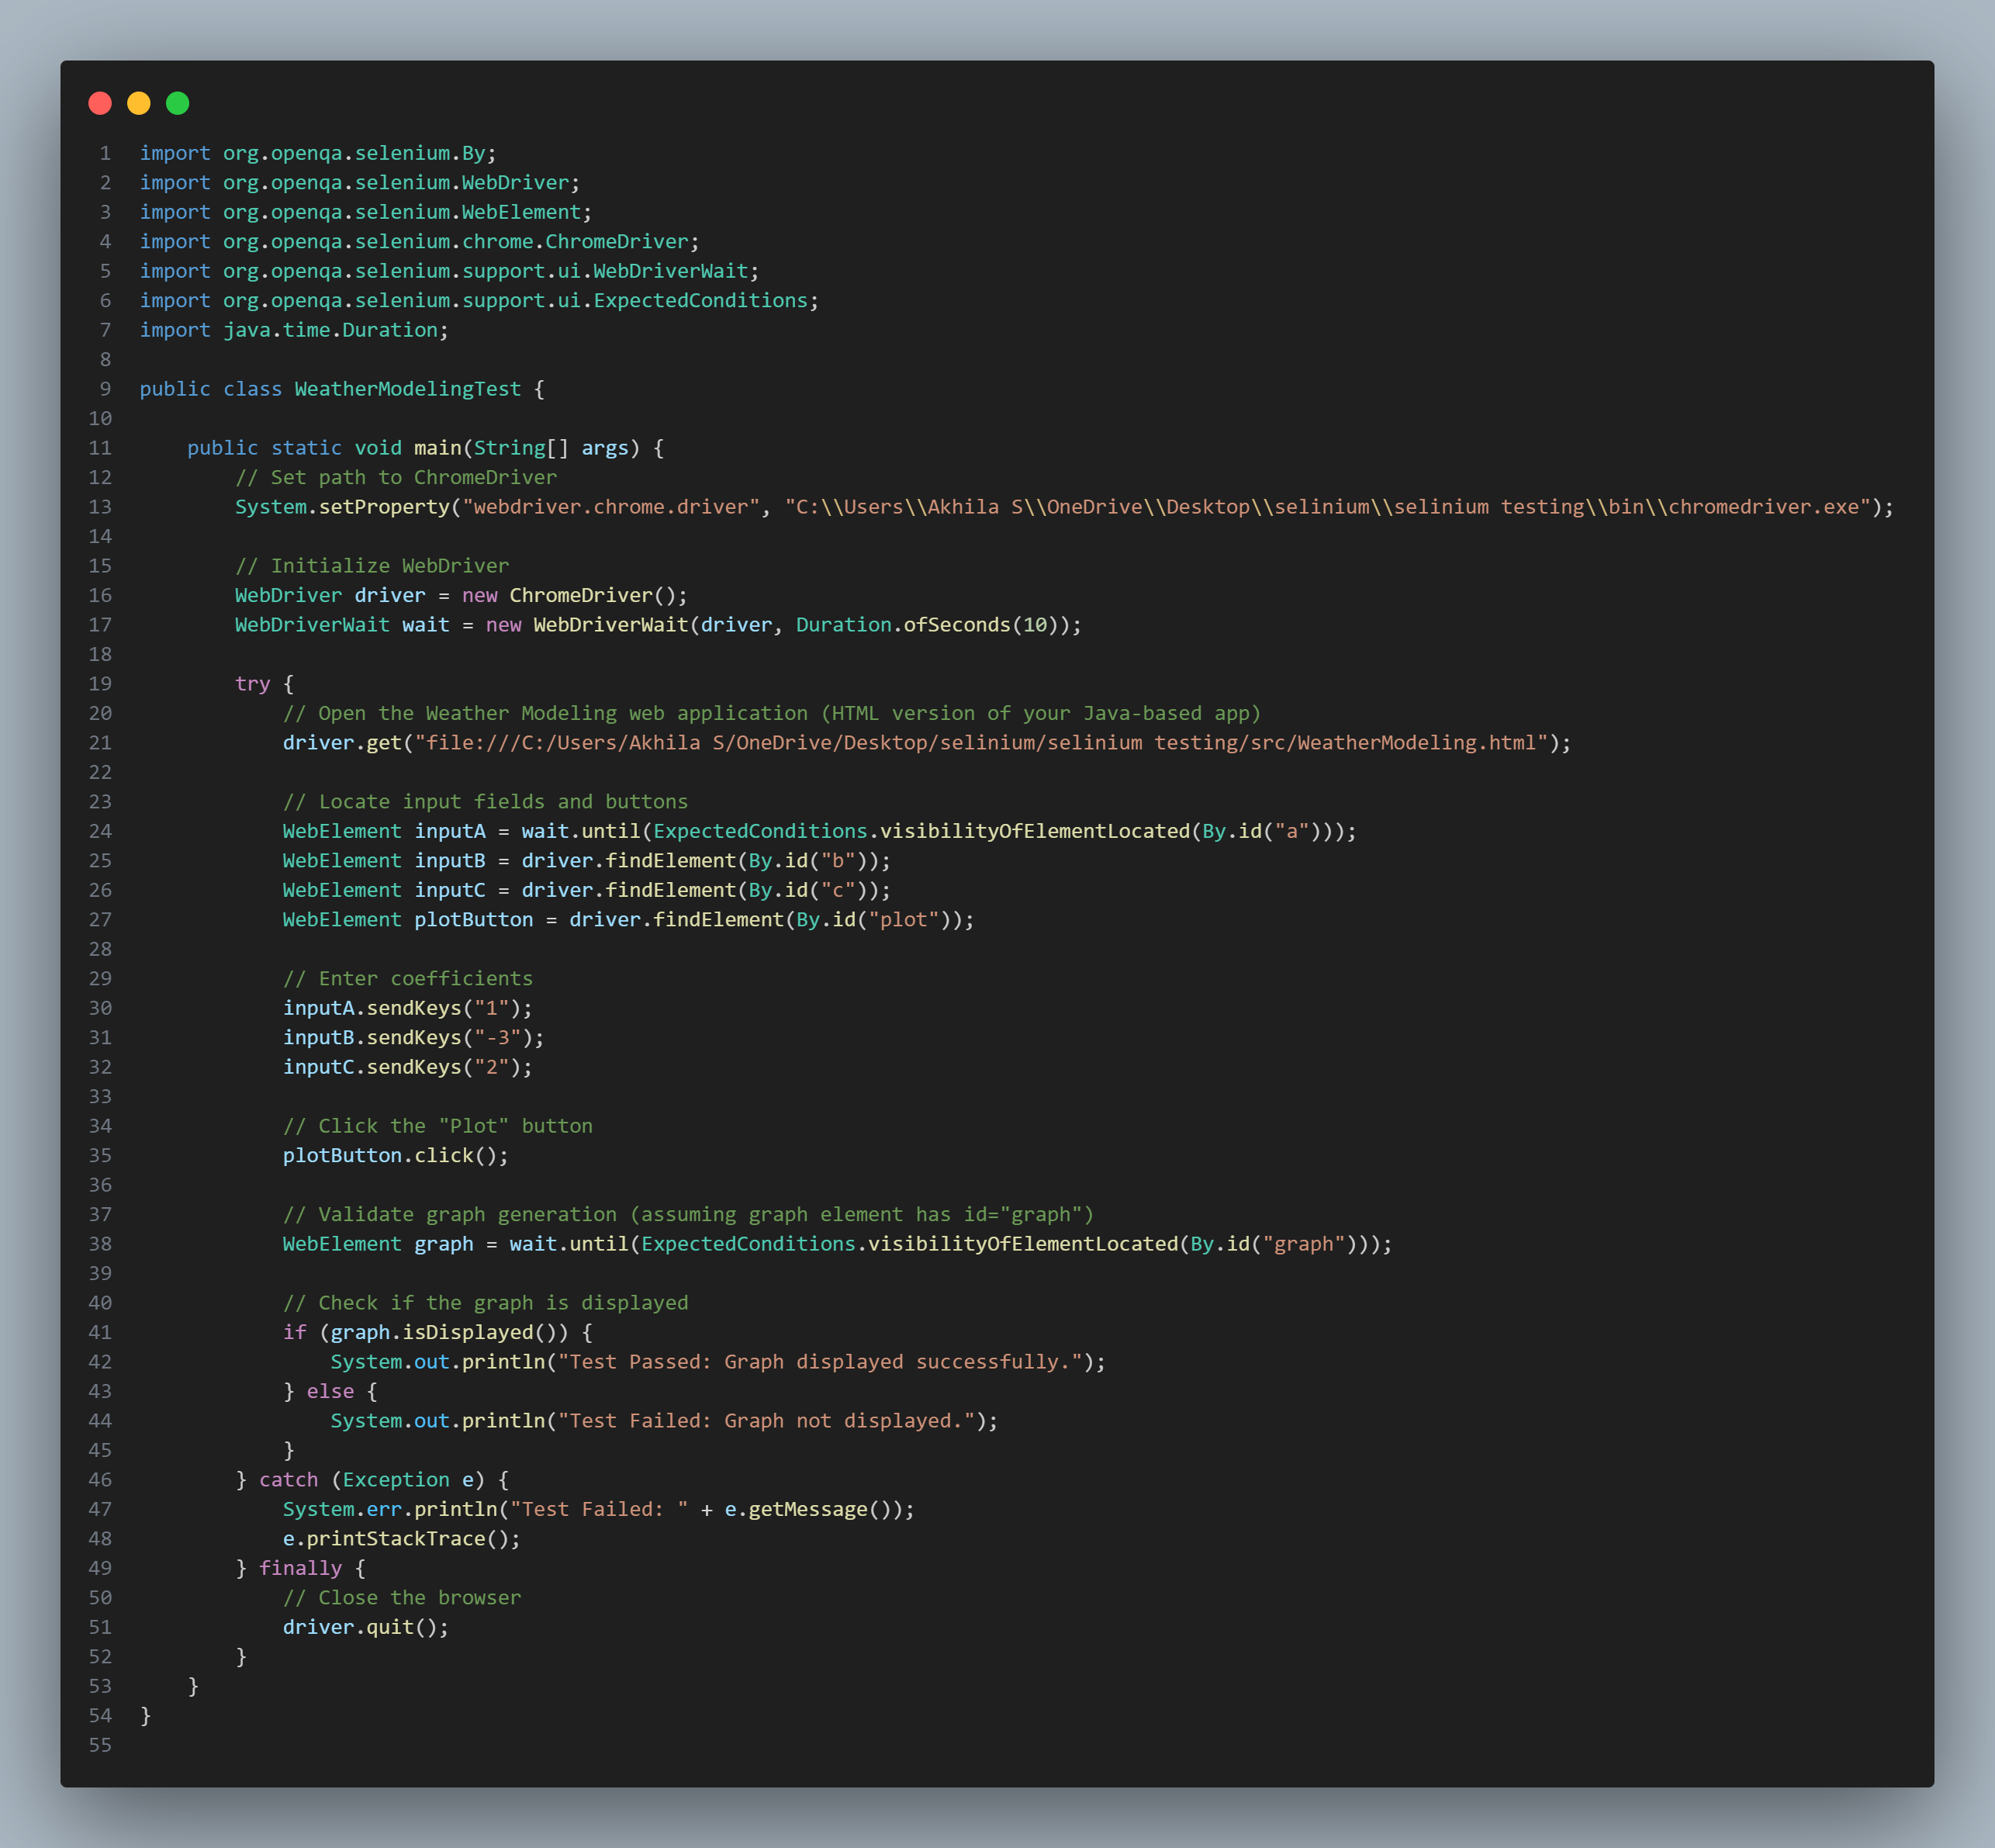 1 import org.openqa.selenium.By;
2 import org.openqa.selenium.WebDriver;
3 import org.openqa.selenium.WebElement;
4 import org.openqa.selenium.chrome.ChromeDriver;
5 import org.openqa.selenium.support.ui.WebDriverWait;
6 import org.openqa.selenium.support.ui.ExpectedConditions;
7 import java.time.Duration;
8
9 public class WeatherModelingTest {
10
11     public static void main(String[] args) {
12         // Set path to ChromeDriver
13         System.setProperty("webdriver.chrome.driver", "C:\\Users\\Akhila S\\OneDrive\\Desktop\\selinium\\selinium testing\\bin\\chromedriver.exe");
14
15         // Initialize WebDriver
16         WebDriver driver = new ChromeDriver();
17         WebDriverWait wait = new WebDriverWait(driver, Duration.ofSeconds(10));
18
19         try {
20             // Open the Weather Modeling web application (HTML version of your Java-based app)
21             driver.get("file:///C:/Users/Akhila S/OneDrive/Desktop/selinium/selinium testing/src/WeatherModeling.html");
22
23             // Locate input fields and buttons
24             WebElement inputA = wait.until(ExpectedConditions.visibilityOfElementLocated(By.id("a")));
25             WebElement inputB = driver.findElement(By.id("b"));
26             WebElement inputC = driver.findElement(By.id("c"));
27             WebElement plotButton = driver.findElement(By.id("plot"));
28
29             // Enter coefficients
30             inputA.sendKeys("1");
31             inputB.sendKeys("-3");
32             inputC.sendKeys("2");
33
34             // Click the "Plot" button
35             plotButton.click();
36
37             // Validate graph generation (assuming graph element has id="graph")
38             WebElement graph = wait.until(ExpectedConditions.visibilityOfElementLocated(By.id("graph")));
39
40             // Check if the graph is displayed
41             if (graph.isDisplayed()) {
42                 System.out.println("Test Passed: Graph displayed successfully.");
43             } else {
44                 System.out.println("Test Failed: Graph not displayed.");
45             }
46         } catch (Exception e) {
47             System.err.println("Test Failed: " + e.getMessage());
48             e.printStackTrace();
49         } finally {
50             // Close the browser
51             driver.quit();
52         }
53     }
54 }
55